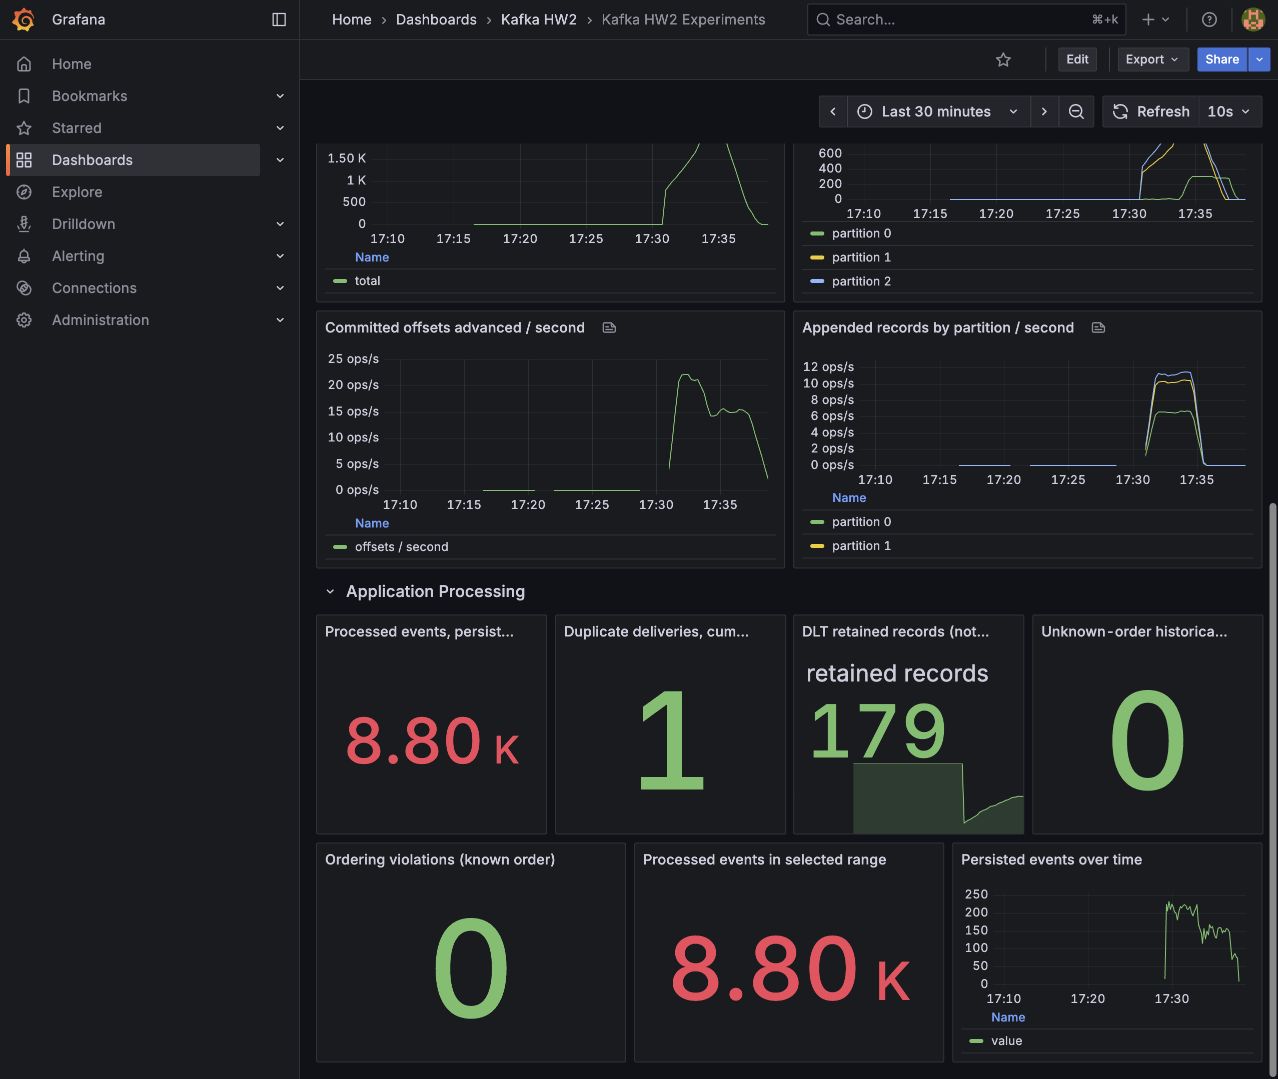 Grafana
Home › Dashboards › Kafka HW2 › Kafka HW2 Experiments
Search...
⌘+k
Edit
Export
Share
Home
Bookmarks
Starred
Dashboards
Explore
Drilldown
Alerting
Connections
Administration
Last 30 minutes
Refresh
10s
1.50 K
1 K
500
0
17:10 17:15 17:20 17:25 17:30 17:35
Name
total
600
400
200
0
17:10 17:15 17:20 17:25 17:30 17:35
partition 0
partition 1
partition 2
Committed offsets advanced / second
25 ops/s
20 ops/s
15 ops/s
10 ops/s
5 ops/s
0 ops/s
17:10 17:15 17:20 17:25 17:30 17:35
Name
offsets / second
Appended records by partition / second
12 ops/s
10 ops/s
8 ops/s
6 ops/s
4 ops/s
2 ops/s
0 ops/s
17:10 17:15 17:20 17:25 17:30 17:35
Name
partition 0
partition 1
Application Processing
Processed events, persist...
8.80 K
Duplicate deliveries, cum...
1
DLT retained records (not...
retained records
179
Unknown-order historica...
0
Ordering violations (known order)
0
Processed events in selected range
8.80 K
Persisted events over time
250
200
150
100
50
0
17:10 17:20 17:30
Name
value